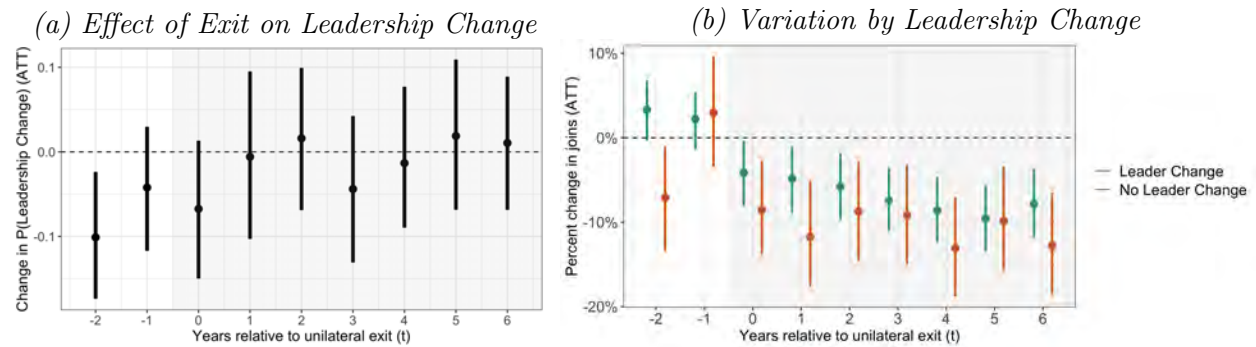 (a) Effect of Exit on Leadership Change
Change in P(Leadership Change) (ATT)
0.1
0.0
-0.1
-2 -1 0 1 2 3 4 5 6
Years relative to unilateral exit (t)
(b) Variation by Leadership Change
Percent change in joins (ATT)
10%
0%
-10%
-20%
-2 -1 0 1 2 3 4 5 6
Years relative to unilateral exit (t)
Leader Change
No Leader Change